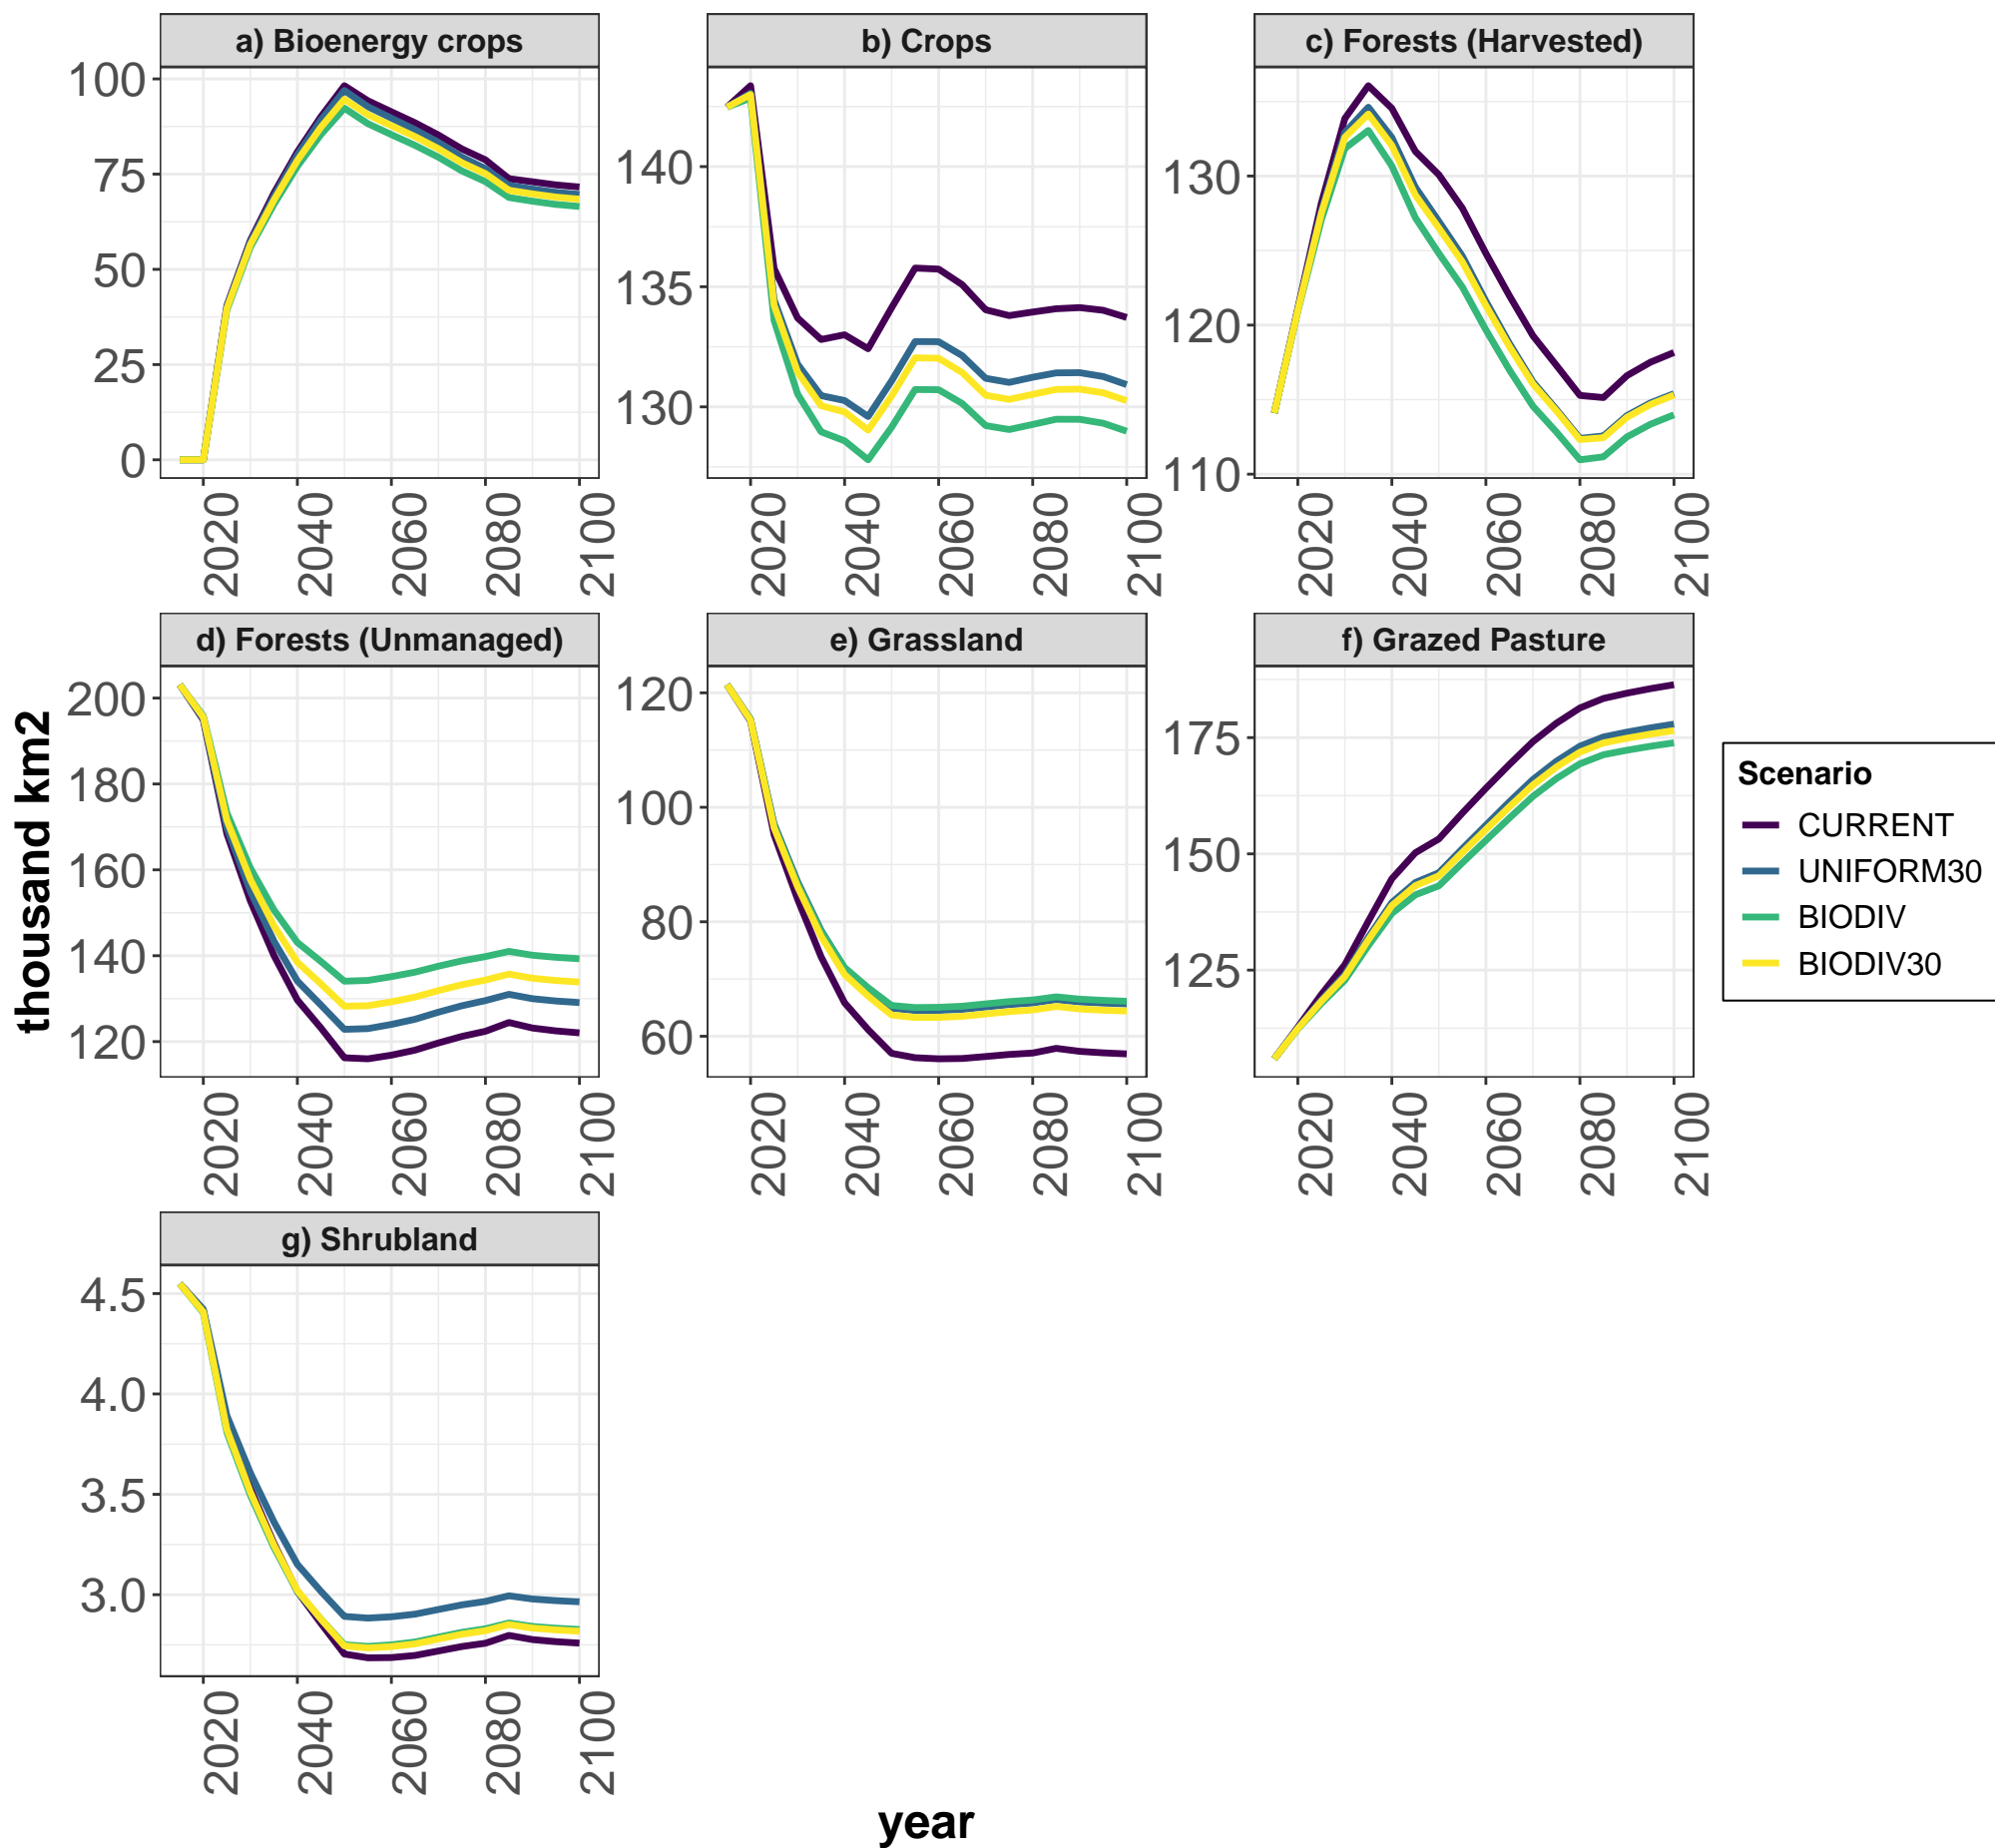 a) Bioenergy crops
100
75
50
25
0
2020 2040 2060 2080 2100
b) Crops
140
135
130
2020 2040 2060 2080 2100
c) Forests (Harvested)
130
120
110
2020 2040 2060 2080 2100
d) Forests (Unmanaged)
200
180
160
140
120
2020 2040 2060 2080 2100
e) Grassland
120
100
80
60
2020 2040 2060 2080 2100
f) Grazed Pasture
175
150
125
2020 2040 2060 2080 2100
g) Shrubland
4.5
4.0
3.5
3.0
2020 2040 2060 2080 2100
thousand km2
year
Scenario
CURRENT
UNIFORM30
BIODIV
BIODIV30